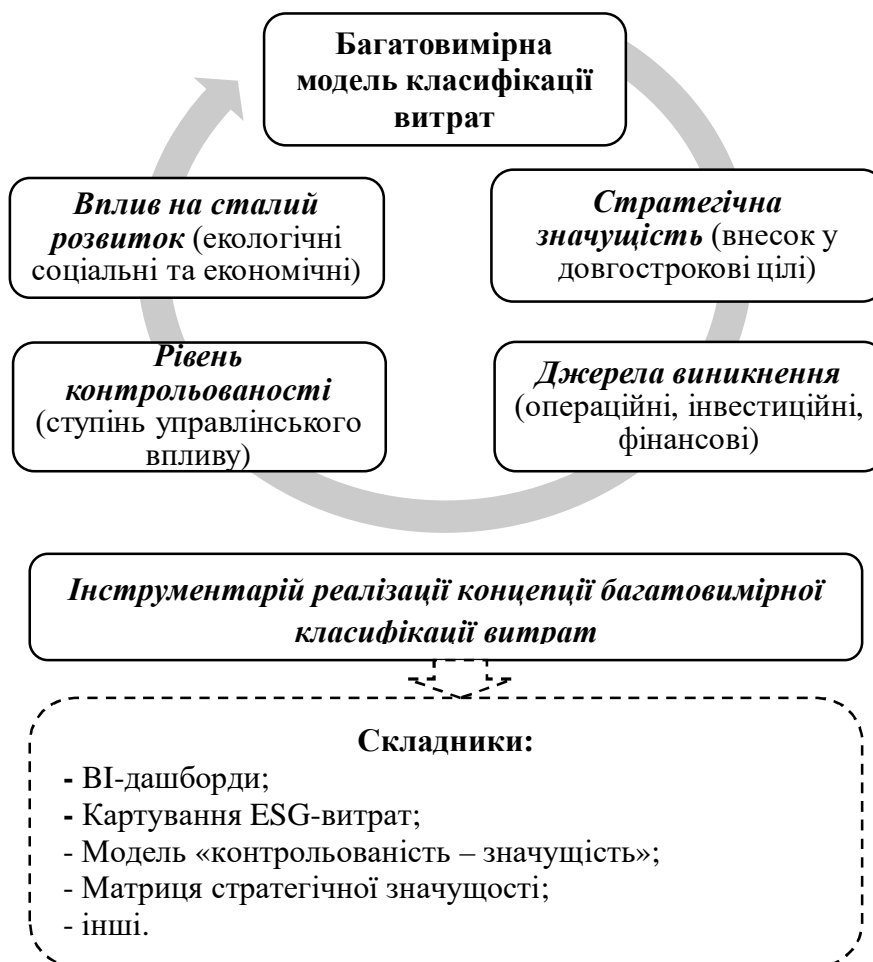 Багатовимірна
модель класифікації
витрат
Вплив на сталий
розвиток (екологічні
соціальні та економічні)
Стратегічна
значущість (внесок у
довгострокові цілі)
Рівень
контрольованості
(ступінь управлінського
впливу)
Джерела виникнення
(операційні, інвестиційні,
фінансові)
Інструментарій реалізації концепції багатовимірної
класифікації витрат
Складники:
- BI-дашборди;
- Картування ESG-витрат;
- Модель «контрольованість – значущість»;
- Матриця стратегічної значущості;
- інші.